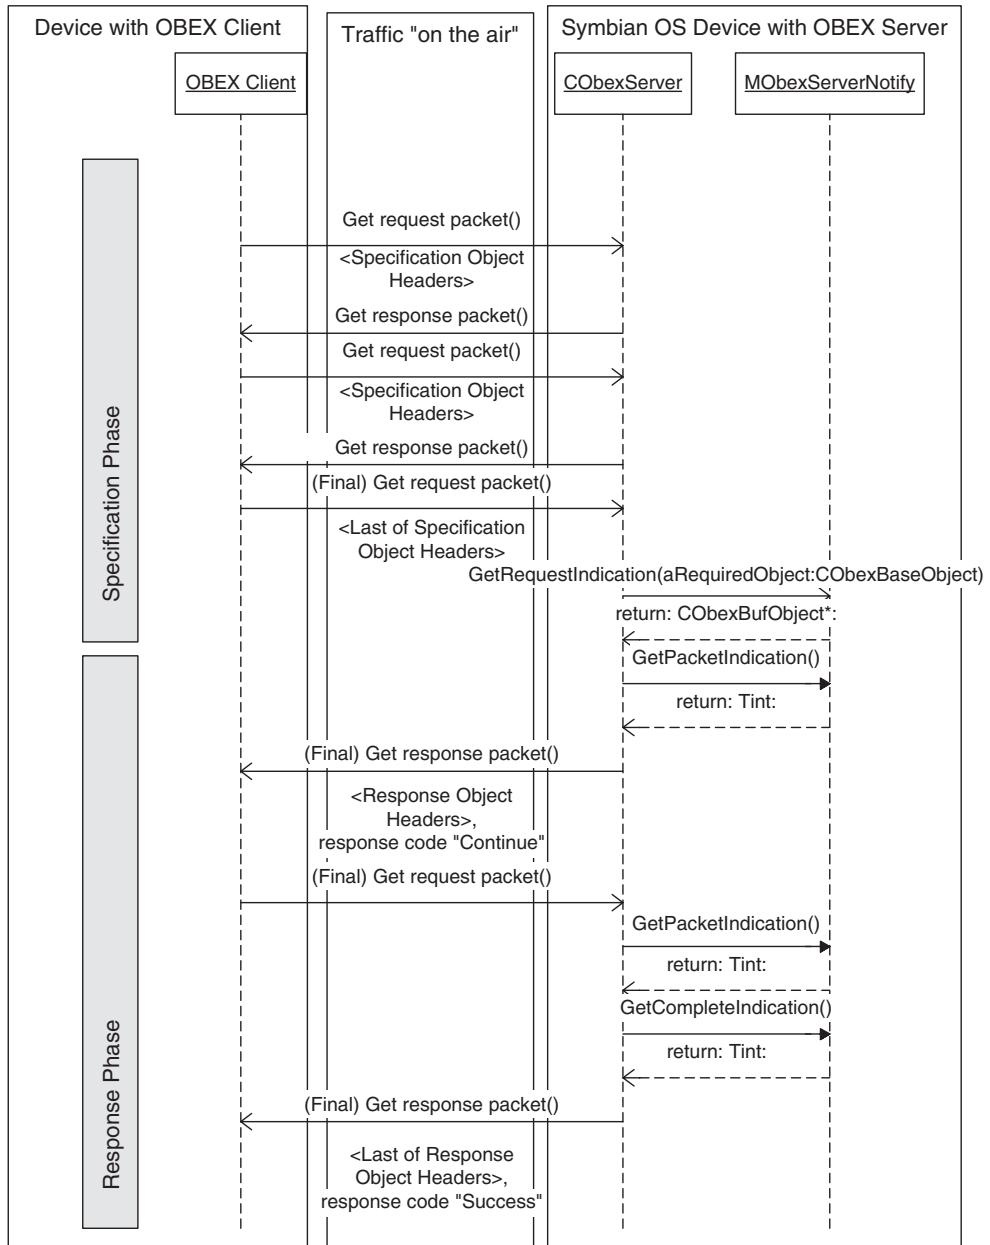 Device with OBEX Client
Traffic "on the air"
Symbian OS Device with OBEX Server
OBEX Client
CObexServer
MObexServerNotify
Specification Phase
Get request packet()
<Specification Object
Headers>
Get response packet()
Get request packet()
<Specification Object
Headers>
Get response packet()
(Final) Get request packet()
<Last of Specification
Object Headers>
GetRequestIndication(aRequiredObject:CObexBaseObject)
return: CObexBufObject*:
Response Phase
GetPacketIndication()
return: Tint:
(Final) Get response packet()
<Response Object
Headers>,
response code "Continue"
(Final) Get request packet()
GetPacketIndication()
return: Tint:
GetCompleteIndication()
return: Tint:
(Final) Get response packet()
<Last of Response
Object Headers>,
response code "Success"